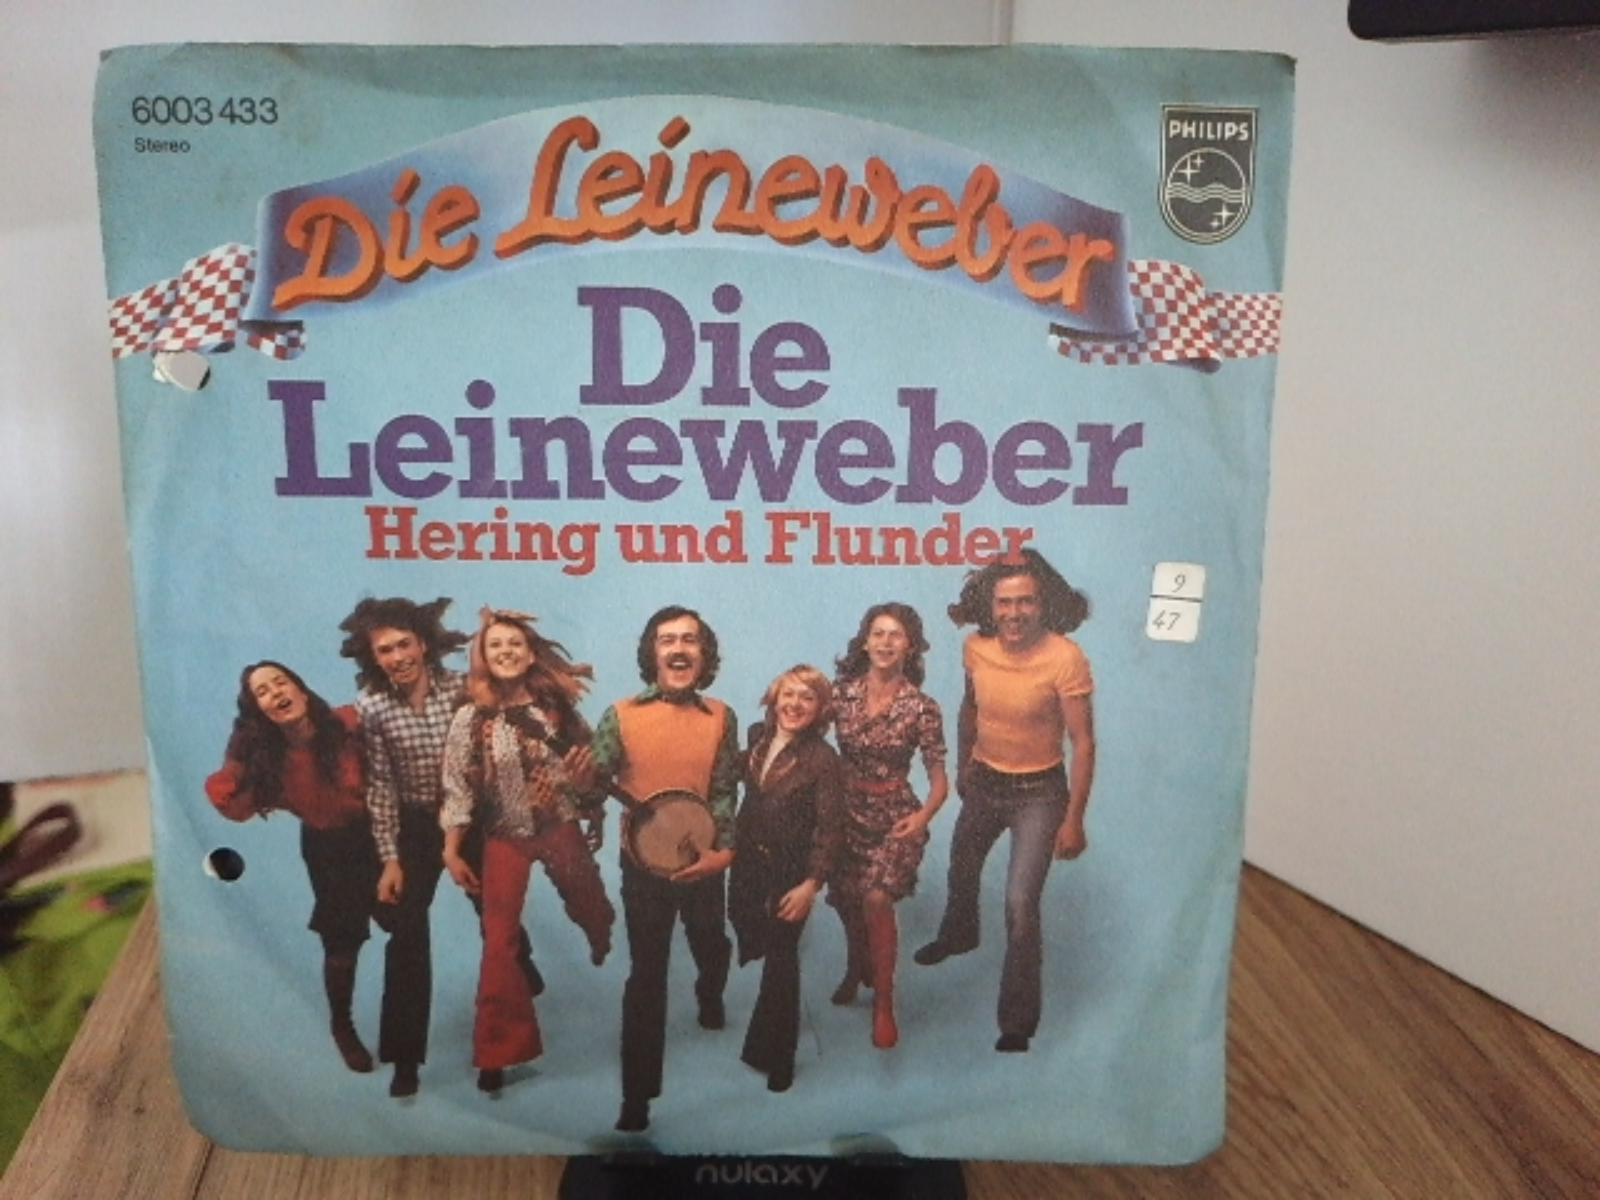 6003 433
Stereo
PHILIPS
Die Leineweber
Die
Leineweber
Hering und Flunder
9
47
nulaxy